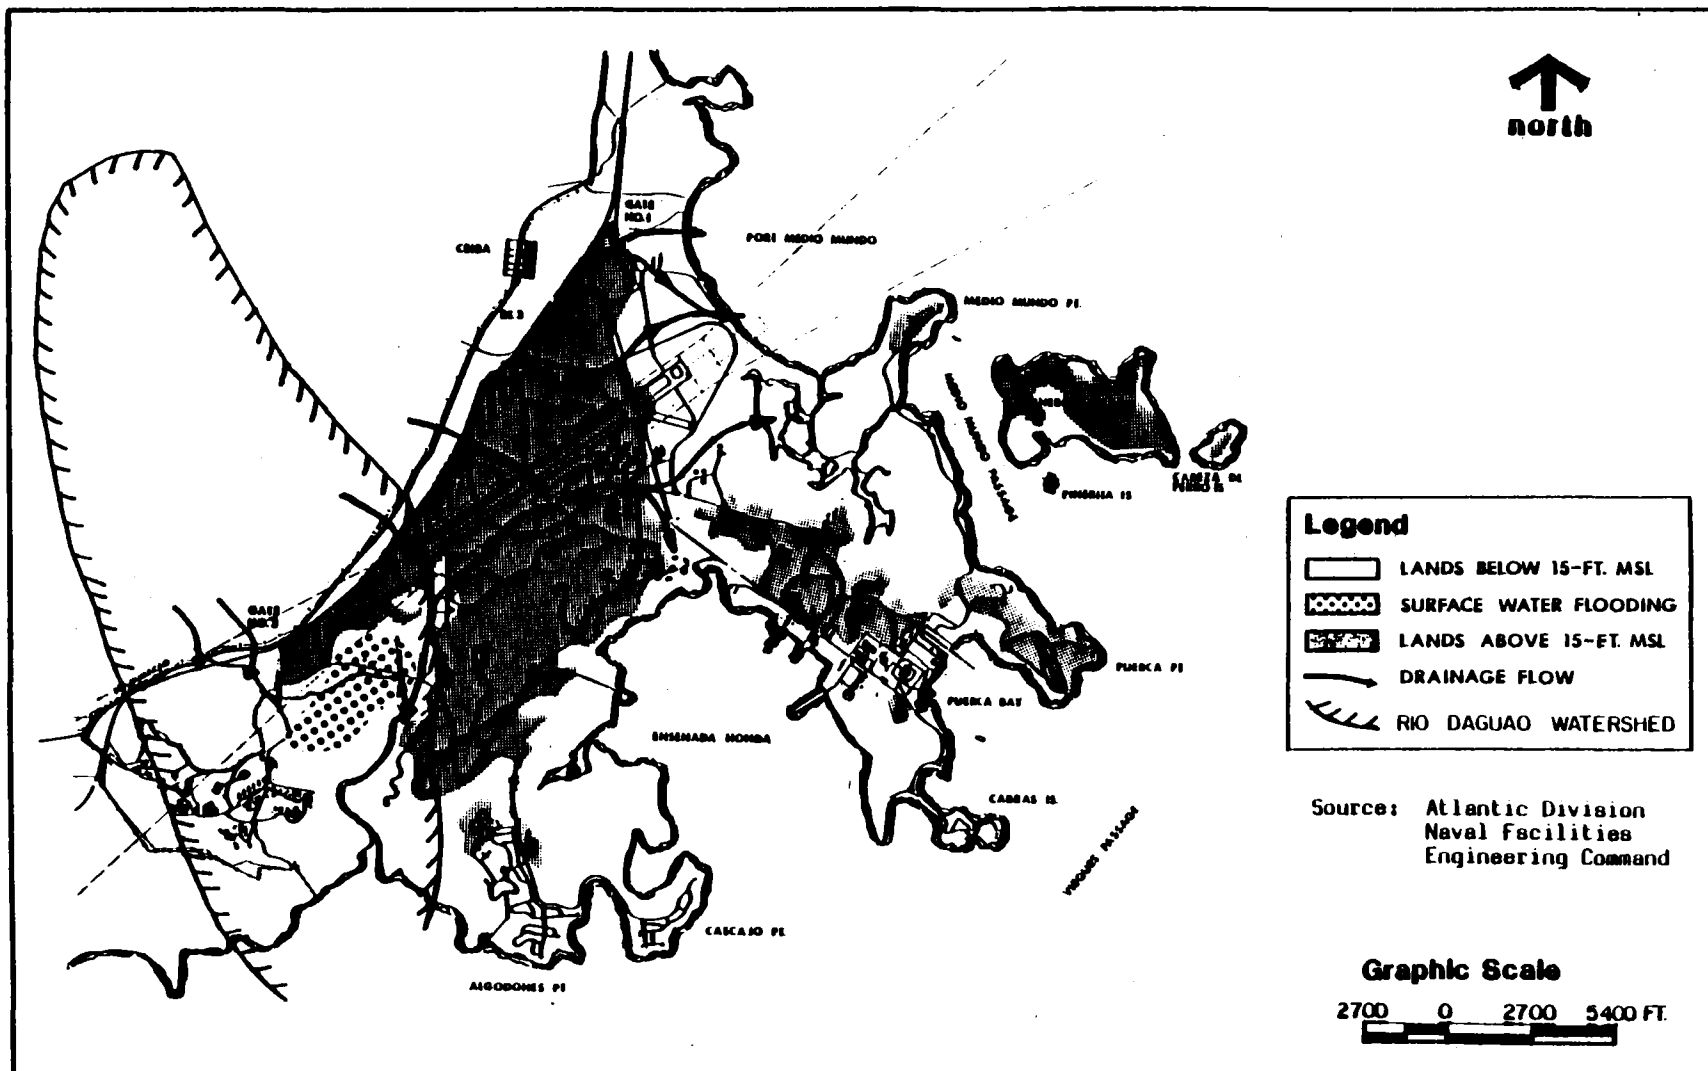 north
GATE
NO.1
CEIBA
PORT MEDIO MUNDO
MEDIO MUNDO PT.
MEDIO MUNDO PASSAGE
PINERITA IS
CABEZA DE
PERRO IS
GATE
PUERCA PT
PUERCA BAY
ENSENADA HONDA
CABRAS IS.
VIEQUES PASSAGE
CASCAJO PT.
ALGODONES PT
Legend
LANDS BELOW 15-FT. MSL
SURFACE WATER FLOODING
LANDS ABOVE 15-FT. MSL
DRAINAGE FLOW
RIO DAGUAO WATERSHED
Source: Atlantic Division
Naval Facilities
Engineering Command
Graphic Scale
2700 0 2700 5400 FT.